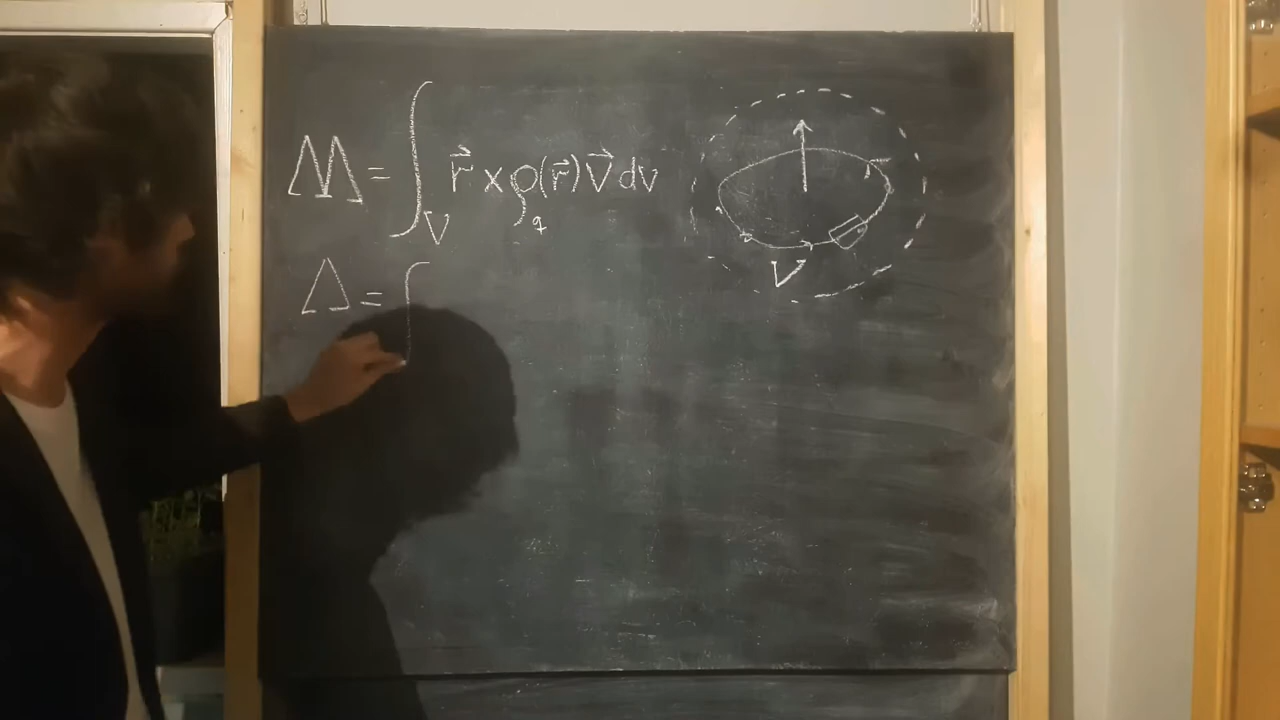 M = ∫_V r⃗ × ρ_q(r⃗) v⃗ dv
Λ = ∫
V